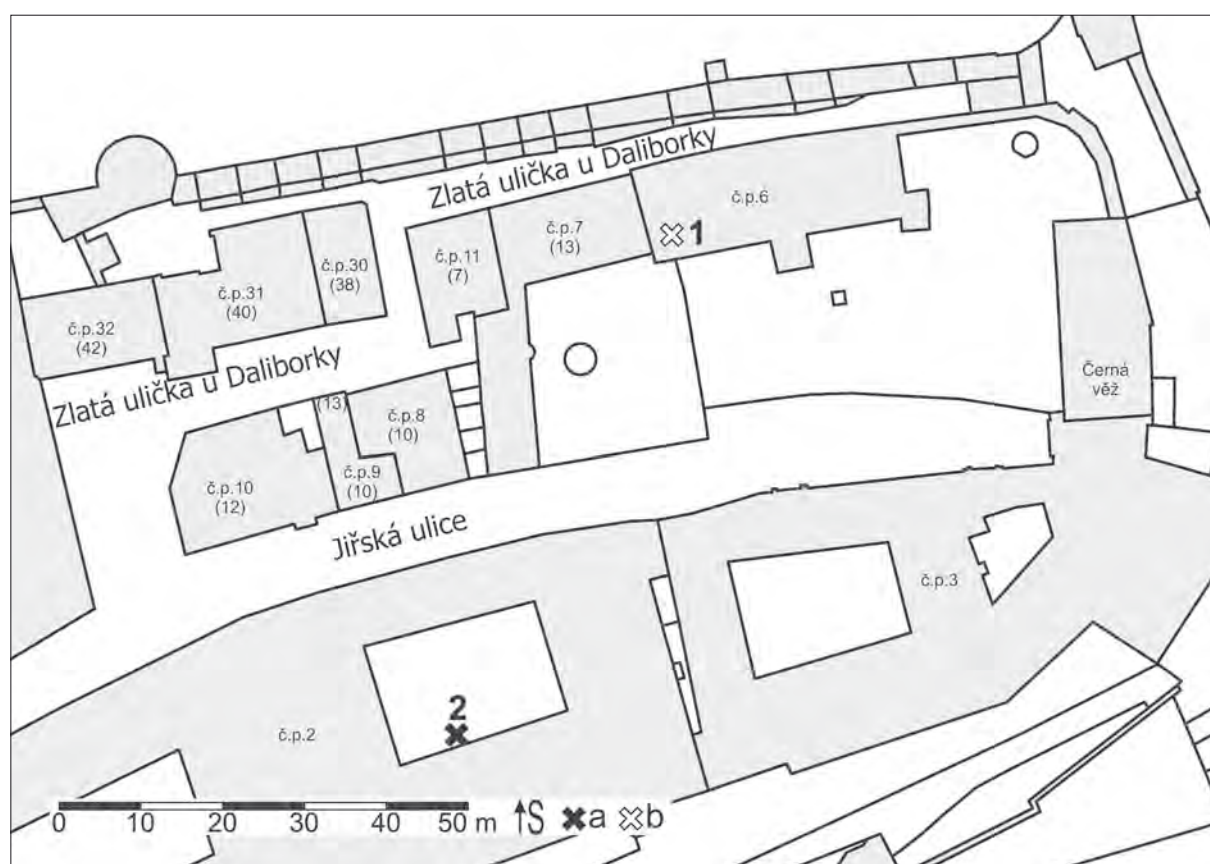 Zlatá ulička u Daliborky
č.p.6
1
č.p.7
(13)
č.p.11
(7)
č.p.30
(38)
č.p.31
(40)
č.p.32
(42)
Zlatá ulička u Daliborky
Černá
věž
(13)
č.p.8
(10)
č.p.9
(10)
č.p.10
(12)
Jiřská ulice
č.p.3
2
č.p.2
0 10 20 30 40 50 m S a b